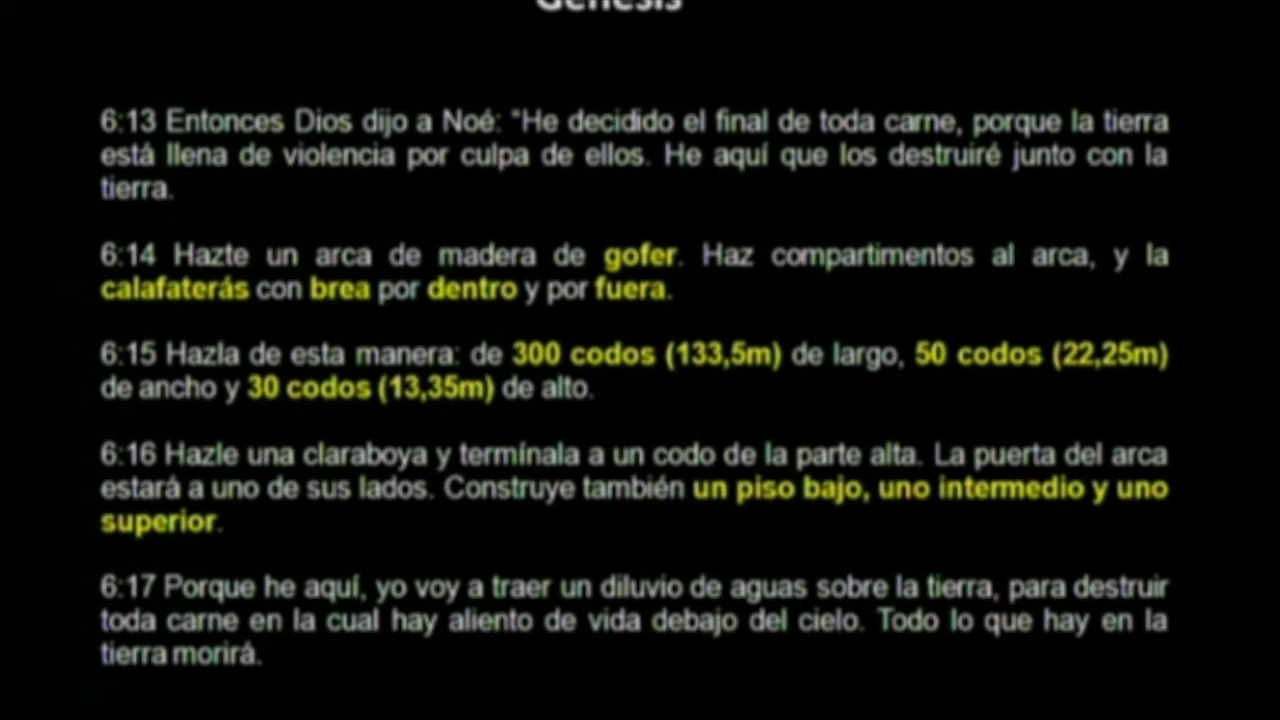 Génesis
6:13 Entonces Dios dijo a Noé: "He decidido el final de toda carne, porque la tierra
está llena de violencia por culpa de ellos. He aquí que los destruiré junto con la
tierra.
6:14 Hazte un arca de madera de gofer. Haz compartimentos al arca, y la
calafaterás con brea por dentro y por fuera.
6:15 Hazla de esta manera: de 300 codos (133,5m) de largo, 50 codos (22,25m)
de ancho y 30 codos (13,35m) de alto.
6:16 Hazle una claraboya y termínala a un codo de la parte alta. La puerta del arca
estará a uno de sus lados. Construye también un piso bajo, uno intermedio y uno
superior.
6:17 Porque he aquí, yo voy a traer un diluvio de aguas sobre la tierra, para destruir
toda carne en la cual hay aliento de vida debajo del cielo. Todo lo que hay en la
tierra morirá.